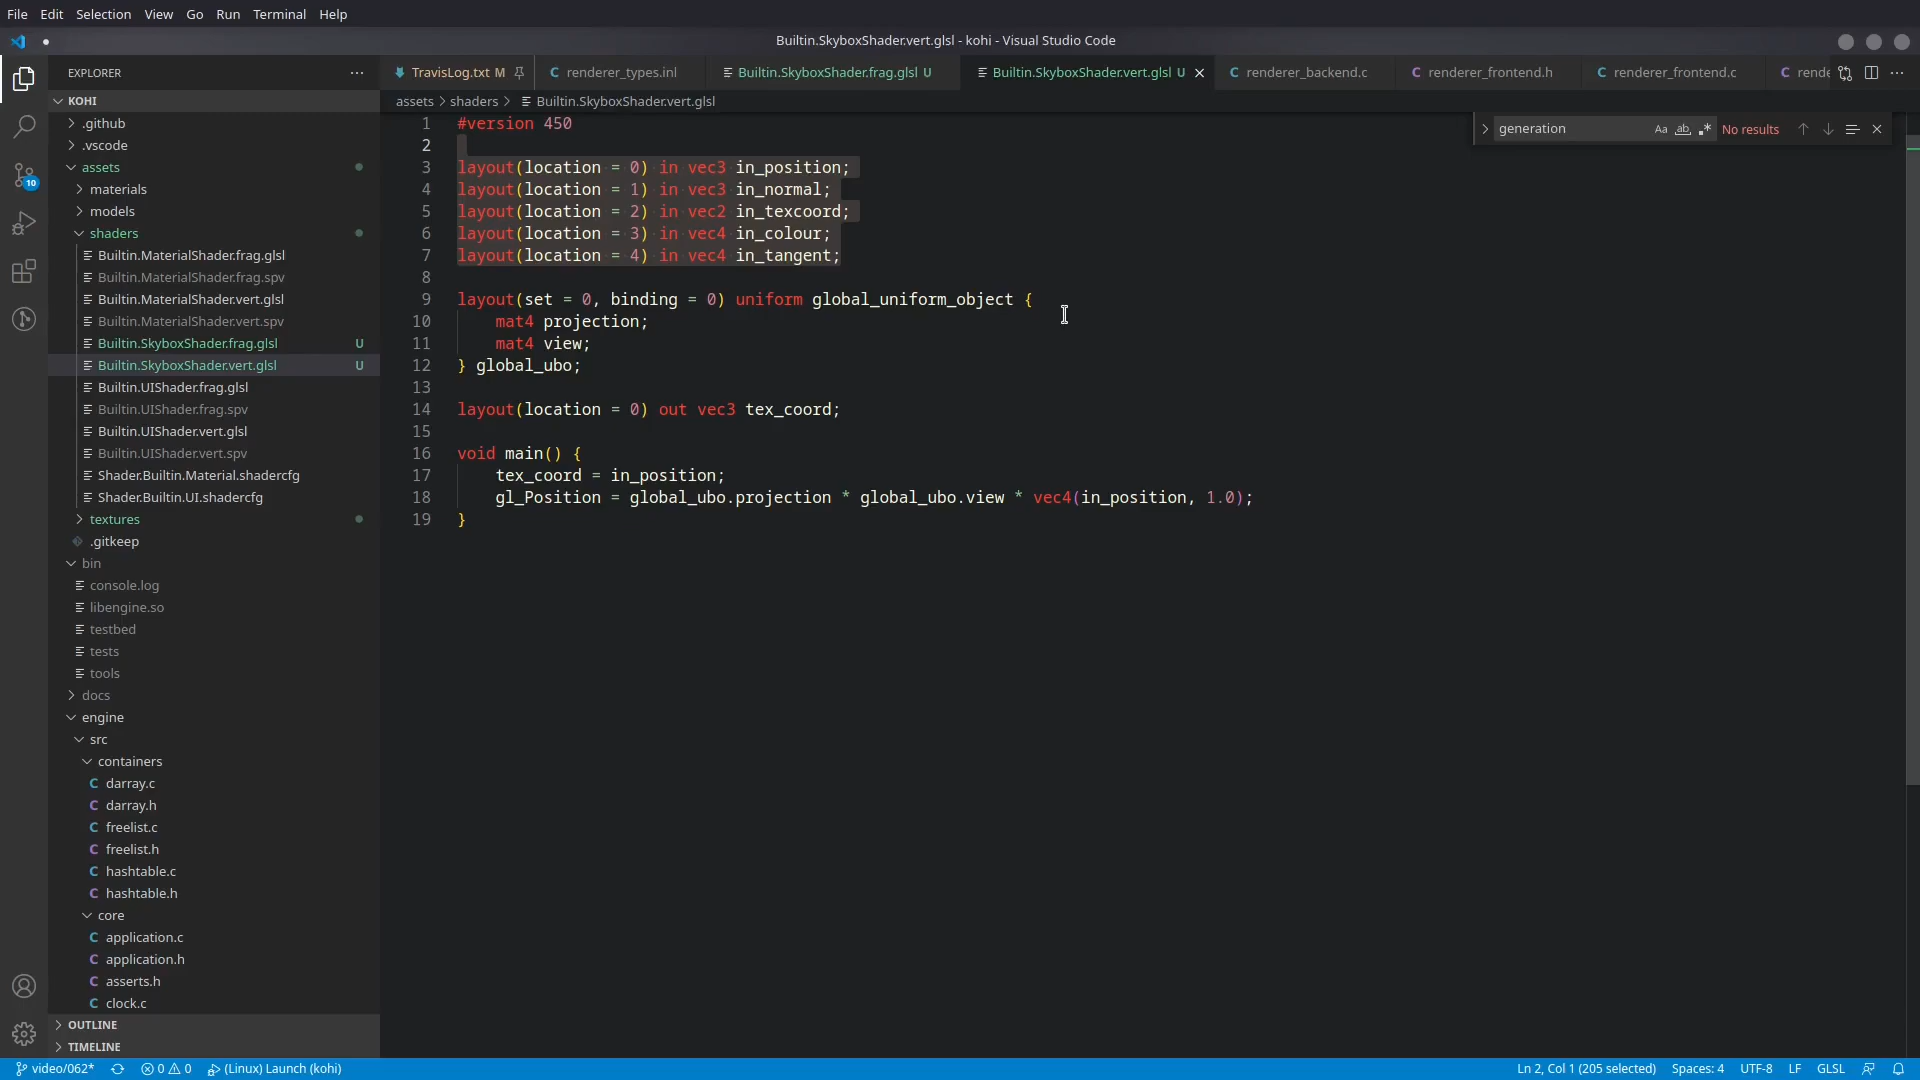 File Edit Selection View Go Run Terminal Help
Builtin.SkyboxShader.vert.glsl - kohi - Visual Studio Code
EXPLORER
TravisLog.txt M
renderer_types.inl
Builtin.SkyboxShader.frag.glsl U
Builtin.SkyboxShader.vert.glsl U
renderer_backend.c
renderer_frontend.h
renderer_frontend.c
rende
KOHI
.github
.vscode
assets
materials
models
shaders
Builtin.MaterialShader.frag.glsl
Builtin.MaterialShader.frag.spv
Builtin.MaterialShader.vert.glsl
Builtin.MaterialShader.vert.spv
Builtin.SkyboxShader.frag.glsl U
Builtin.SkyboxShader.vert.glsl U
Builtin.UIShader.frag.glsl
Builtin.UIShader.frag.spv
Builtin.UIShader.vert.glsl
Builtin.UIShader.vert.spv
Shader.Builtin.Material.shadercfg
Shader.Builtin.UI.shadercfg
textures
.gitkeep
bin
console.log
libengine.so
testbed
tests
tools
docs
engine
src
containers
C darray.c
C darray.h
C freelist.c
C freelist.h
C hashtable.c
C hashtable.h
core
C application.c
C application.h
C asserts.h
C clock.c
OUTLINE
TIMELINE
assets > shaders > Builtin.SkyboxShader.vert.glsl
generation Aa ab .* No results
1 #version 450
2
3 layout(location = 0) in vec3 in_position;
4 layout(location = 1) in vec3 in_normal;
5 layout(location = 2) in vec2 in_texcoord;
6 layout(location = 3) in vec4 in_colour;
7 layout(location = 4) in vec4 in_tangent;
8
9 layout(set = 0, binding = 0) uniform global_uniform_object {
10 mat4 projection;
11 mat4 view;
12 } global_ubo;
13
14 layout(location = 0) out vec3 tex_coord;
15
16 void main() {
17 tex_coord = in_position;
18 gl_Position = global_ubo.projection * global_ubo.view * vec4(in_position, 1.0);
19 }
10
video/062* 0 0 (Linux) Launch (kohi) Ln 2, Col 1 (205 selected) Spaces: 4 UTF-8 LF GLSL